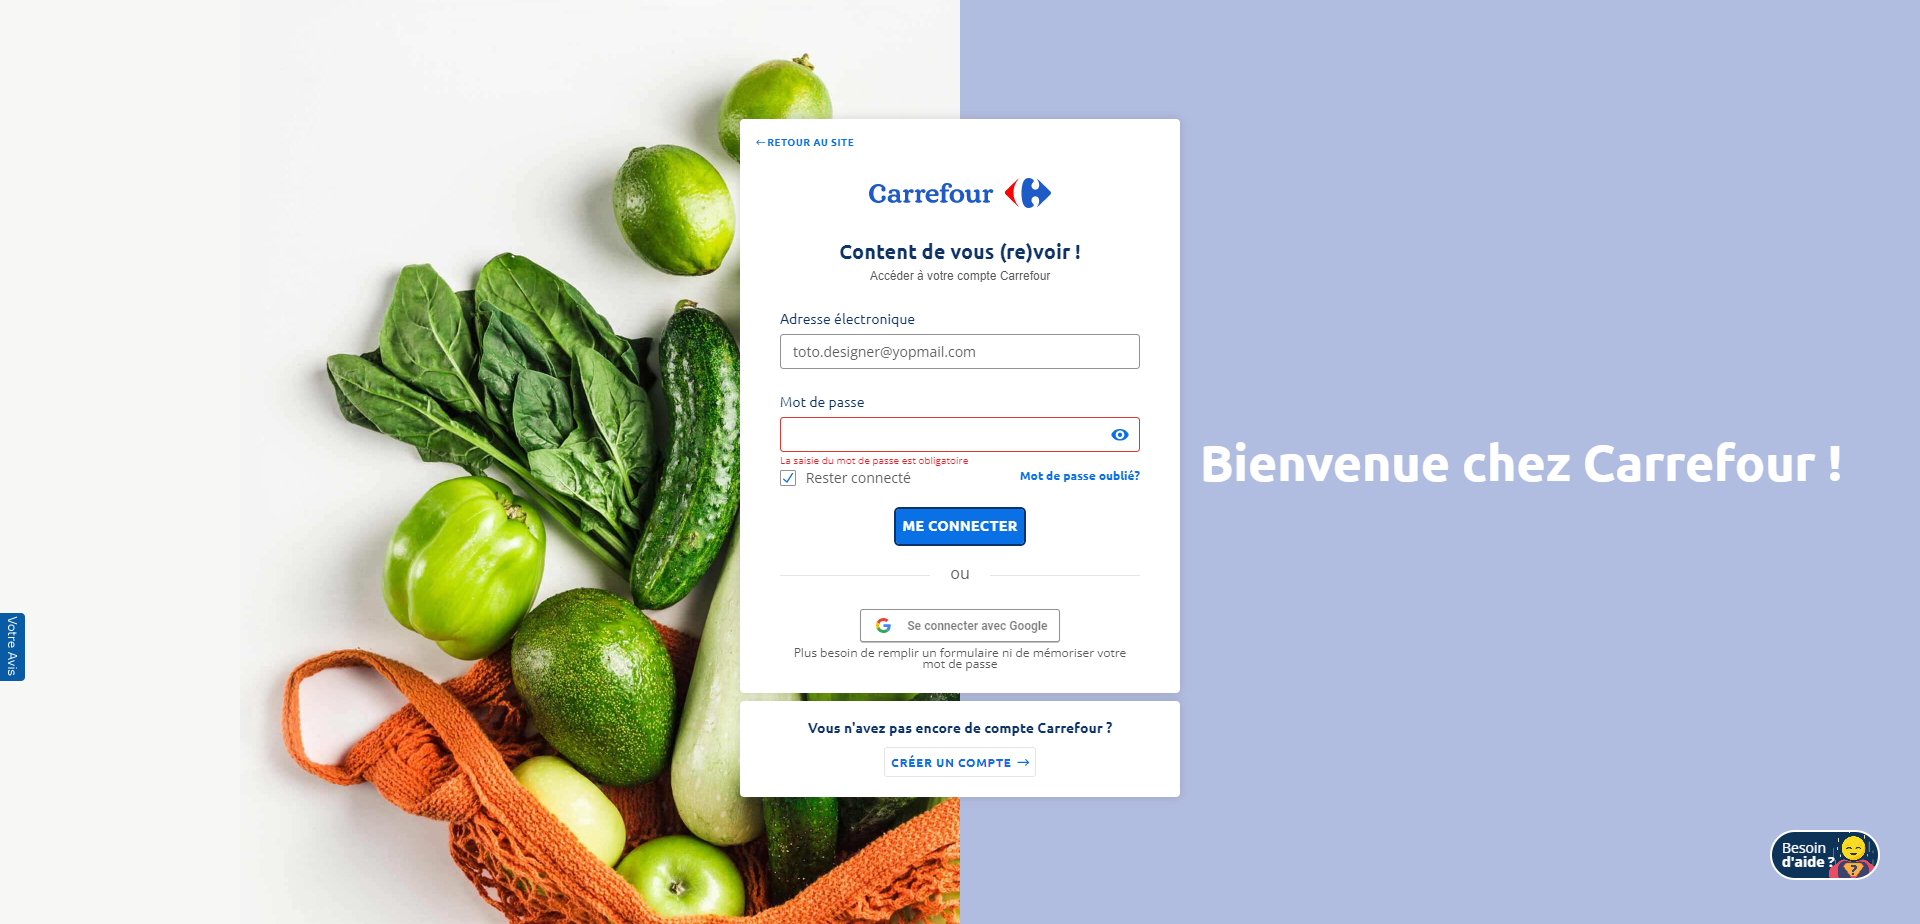 RETOUR AU SITE
Carrefour
Content de vous (re)voir !
Accéder à votre compte Carrefour
Adresse électronique
toto.designer@yopmail.com
Mot de passe
La saisie du mot de passe est obligatoire
Rester connecté
Mot de passe oublié?
ME CONNECTER
ou
Se connecter avec Google
Plus besoin de remplir un formulaire ni de mémoriser votre
mot de passe
Vous n'avez pas encore de compte Carrefour ?
CRÉER UN COMPTE
Bienvenue chez Carrefour !
Votre Avis
Besoin
d'aide ?
?